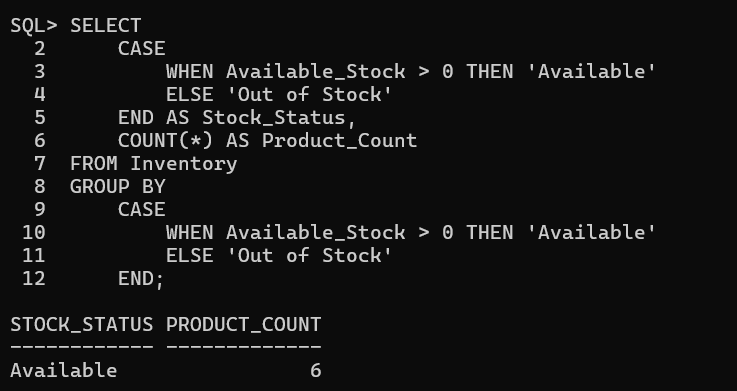 SQL> SELECT
  2      CASE
  3          WHEN Available_Stock > 0 THEN 'Available'
  4          ELSE 'Out of Stock'
  5      END AS Stock_Status,
  6      COUNT(*) AS Product_Count
  7  FROM Inventory
  8  GROUP BY
  9      CASE
 10          WHEN Available_Stock > 0 THEN 'Available'
 11          ELSE 'Out of Stock'
 12      END;
STOCK_STATUS PRODUCT_COUNT
------------ -------------
Available                6